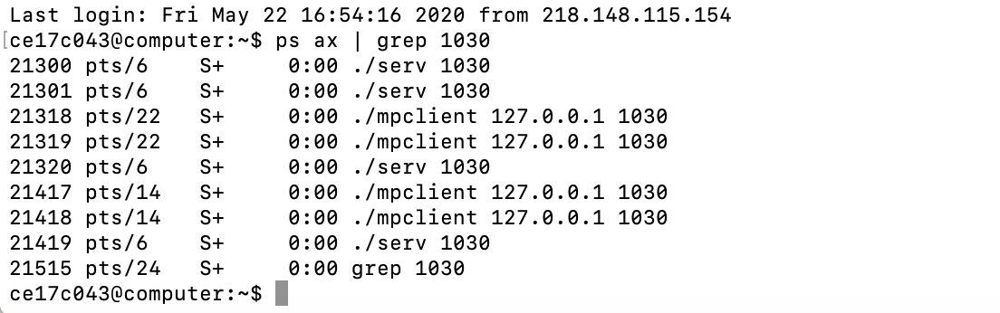 Last login: Fri May 22 16:54:16 2020 from 218.148.115.154
[ce17c043@computer:~$ ps ax | grep 1030
21300 pts/6    S+     0:00 ./serv 1030
21301 pts/6    S+     0:00 ./serv 1030
21318 pts/22   S+     0:00 ./mpclient 127.0.0.1 1030
21319 pts/22   S+     0:00 ./mpclient 127.0.0.1 1030
21320 pts/6    S+     0:00 ./serv 1030
21417 pts/14   S+     0:00 ./mpclient 127.0.0.1 1030
21418 pts/14   S+     0:00 ./mpclient 127.0.0.1 1030
21419 pts/6    S+     0:00 ./serv 1030
21515 pts/24   S+     0:00 grep 1030
ce17c043@computer:~$